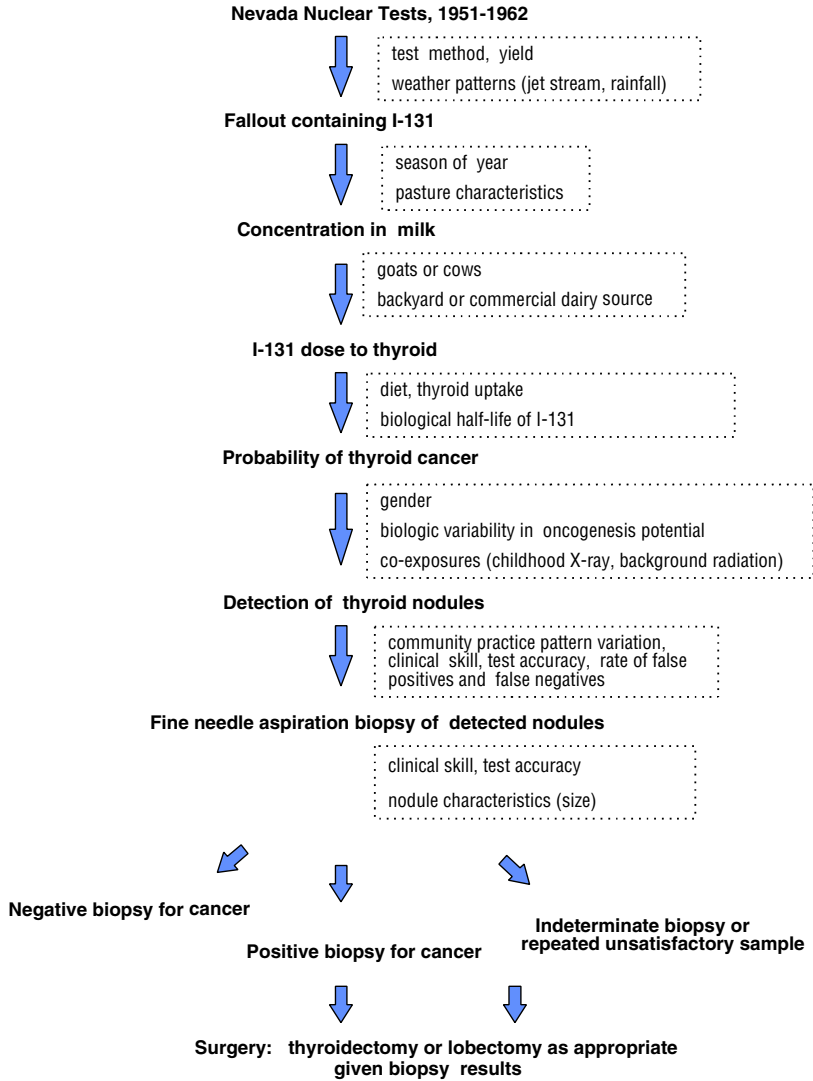 Nevada Nuclear Tests, 1951-1962
test method, yield
weather patterns (jet stream, rainfall)
Fallout containing I-131
season of year
pasture characteristics
Concentration in milk
goats or cows
backyard or commercial dairy source
I-131 dose to thyroid
diet, thyroid uptake
biological half-life of I-131
Probability of thyroid cancer
gender
biologic variability in oncogenesis potential
co-exposures (childhood X-ray, background radiation)
Detection of thyroid nodules
community practice pattern variation,
clinical skill, test accuracy, rate of false
positives and false negatives
Fine needle aspiration biopsy of detected nodules
clinical skill, test accuracy
nodule characteristics (size)
Negative biopsy for cancer
Positive biopsy for cancer
Indeterminate biopsy or
repeated unsatisfactory sample
Surgery: thyroidectomy or lobectomy as appropriate
given biopsy results